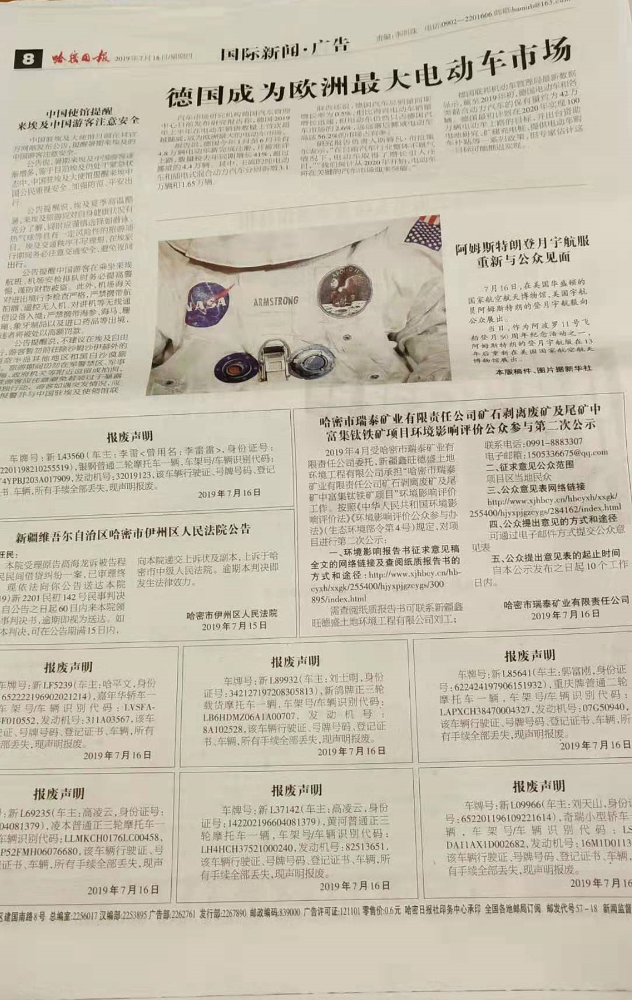 8
哈密日报
2019年7月18日/星期四
国际新闻·广告
责编:李明珠 电话:0902—2201666 邮箱:hamirb@163.com
德国成为欧洲最大电动车市场
中国使馆提醒
来埃及中国游客注意安全
中国驻埃及大使馆日前在其官
方网站发布公告,提醒暑期来埃及的
中国游客注意安全。
公告说,暑期来埃及中国游客逐
渐增多,鉴于目前埃及仍处于紧急状
态中,中国驻埃及大使馆提醒来埃中
国公民重视安全、加强防范、平安出
行。
公告提醒说,埃及夏季高温酷
暑,来埃及旅游应对自身健康状况有
充分了解,同时应谨慎选择如游泳、
热气球等具有一定风险性的旅游项
目。埃及交通秩序不尽理想,在埃旅
行期间务必注意交通安全,避免夜间
出行。
公告提醒中国游客在乘坐来埃
航班、机场安检排队时务必提高警
惕,谨防财物被盗。此外,机场海关
对进出境行李检查严格,严禁携带航
拍器、遥控无人机、对讲机等无线通
信设备入境;严禁携带海参、海马、珊
瑚、象牙制品以及进口药品等出境,
违者将被处以高额罚款。
公告提醒说,不建议在埃及自由
行,游客暂勿前往除沙姆沙伊赫外的
西奈半岛其他地区和黑白沙漠旅
旅游期间切勿在军警禁区、军事
施、政府机关等附近逗留或拍照,
性游客应注意避免着装过于暴露
单独行动。游客如遇突发情况,应
报警并与中国驻埃及使领馆联
汽车市场研究机构德国汽车管理
中心日前发布研究报告称,德国2019
年上半年在电动车销售数量上首次超
越挪威,成为欧洲最大的电动车市场。
报告说,德国今年1月至6月共有
4.8万辆电动车新完成注册,并被准许
上路,数量较去年同期增长41%,超过
挪威的4.4万辆。其中,主流的纯电动
车和插电式混合动力汽车分别新增3.1
万辆和1.65万辆。
报告还说,德国汽车总销量同期
增长率为0.5%,相比而言电动车销量
增长迅速,但电动车仍然只占德国汽
车市场的2.6%,远远落后挪威电动车
高达56.2%的市场占有率。
研究报告负责人斯特凡·布拉策
尔表示:“在目前汽车行业整体不景气
情况下,电动车取得了增长引人注
目。”“我们预计从2020年开始,电动车
将在关键的汽车市场迎来突破。”
德国联邦机动车管理局最新数据
显示,截至2019年初,德国电动车和各
类混合动力汽车的保有量约为42万
辆。德国最初计划在2020年实现100
万辆电动车上路的目标,并出台资助
电池研究、扩建充电桩、提供电动车购
车补贴等一系列政策,但专家估计这
一目标可能推迟实现。
NASA
ARMSTRONG
APOLLO 11
阿姆斯特朗登月宇航服
重新与公众见面
7月16日,在美国华盛顿的
国家航空航天博物馆,美国宇航
员阿姆斯特朗的登月宇航服向
公众展出。
当日,作为阿波罗11号飞
船登月50周年纪念活动之一,
阿姆斯特朗的登月宇航服在13
年后重新在美国国家航空航天
博物馆展出。
本版稿件、图片据新华社
报废声明
车牌号:新L43560(车主:李雷<曾用名:李雷雷>,身份证号:
2201198210255519),银钢普通二轮摩托车一辆,车架号/车辆识别代码:
4YPBJ203A017909,发动机号:32019123,该车辆行驶证、号牌号码、登记
书、车辆,所有手续全部丢失,现声明报废。
2019年7月16日
新疆维吾尔自治区哈密市伊州区人民法院公告
民:
本院受理原告高海龙诉被告程
民民间借贷纠纷一案,已审理终
现依法向你公告送达本院
19)新2201民初142号民事判决
自公告之日起60日内来本院领
事判决书,逾期即视为送达。如
本判决,可在公告期满15日内,
向本院递交上诉状及副本,上诉于哈
密市中级人民法院。逾期本判决即
发生法律效力。
哈密市伊州区人民法院
2019年7月15日
哈密市瑞泰矿业有限责任公司矿石剥离废矿及尾矿中
富集钛铁矿项目环境影响评价公众参与第二次公示
2019年4月受哈密市瑞泰矿业有
限责任公司委托,新疆鑫旺德盛土地
环境工程有限公司承担“哈密市瑞泰
矿业有限责任公司矿石剥离废矿及尾
矿中富集钛铁矿项目”环境影响评价
工作。按照《中华人民共和国环境影
响评价法》《环境影响评价公众参与办
法》(生态环境部令第4号)规定,对项
目进行第二次公示:
一、环境影响报告书征求意见稿
全文的网络链接及查阅纸质报告书的
方式和途径:http://www.xjhbcy.cn/hb-
cyxh/xxgk/255400/hjyxpjgzcygs/300
895/index.html
需查阅纸质报告书可联系新疆鑫
旺德盛土地环境工程有限公司刘工;
联系电话:0991-8883307
电子邮箱:1505336675@qq.com
二、征求意见公众范围
项目区当地民众
三、公众意见表网络链接
http://www.xjhbcy.cn/hbcyxh/xxgk/
255400/hjyxpjgzcygs/284162/index.html
四、公众提出意见的方式和途径
可通过电子邮件方式提交公众意
见表
五、公众提出意见表的起止时间
自本公示发布之日起10个工作
日内。
哈密市瑞泰矿业有限责任公司
2019年7月16日
报废声明
车牌号:新LF5239(车主:哈平文,身份
652222196902021214),嘉年华轿车一
车架号/车辆识别代码:LVSFA-
F010552,发动机号:311A03567,该车
证、号牌号码、登记证书、车辆,所有
部丢失,现声明报废。
2019年7月16日
报废声明
车牌号:新L89932(车主:刘士明,身份
证号:342127197208305813),新鸽牌正三轮
载货摩托车一辆,车架号/车辆识别代码:
LB6HDMZ06A1A00707,发动机号:
8A102528,该车辆行驶证、号牌号码、登记证
书、车辆,所有手续全部丢失,现声明报废。
2019年7月16日
报废声明
车牌号:新L85641(车主:郭富刚,身份证
号:622424197906151932),重庆牌普通二轮
摩托车一辆,车架号/车辆识别代码:
LAPXCH38470004327,发动机号:07G50940,
该车辆行驶证、号牌号码、登记证书、车辆,所
有手续全部丢失,现声明报废。
2019年7月16日
报废声明
号:新L69235(车主:高凌云,身份证号:
04081379),凌本普通正三轮摩托车一
车辆识别代码:LLMKCH0176LC00458,
P52FMH06076680,该车辆行驶证、号
证书、车辆,所有手续全部丢失,现声
2019年7月16日
报废声明
车牌号:新L37142(车主:高凌云,身份
证号:142202196604081379),黄河普通正三
轮摩托车一辆,车架号/车辆识别代码:
LH4HCH37521000240,发动机号:82513651,
该车辆行驶证、号牌号码、登记证书、车辆,所
有手续全部丢失,现声明报废。
2019年7月16日
报废声明
车牌号:新L09966(车主:刘天山,身份证
号:652201196109221614),奇瑞小型轿车一
辆,车架号/车辆识别代码:LS
DA11AX1D002682,发动机号:16M1D0113
该车辆行驶证、号牌号码、登记证书、车辆,
有手续全部丢失,现声明报废。
2019年7月16
区建国南路8号 总编室:2256017 汉编部:2253895 广告部:2262761 发行部:2267890 邮政编码:839000 广告许可证:121101 零售价:0.6元 哈密日报社印务中心承印 全国各地邮局订阅 邮发代号57-18 新闻监督